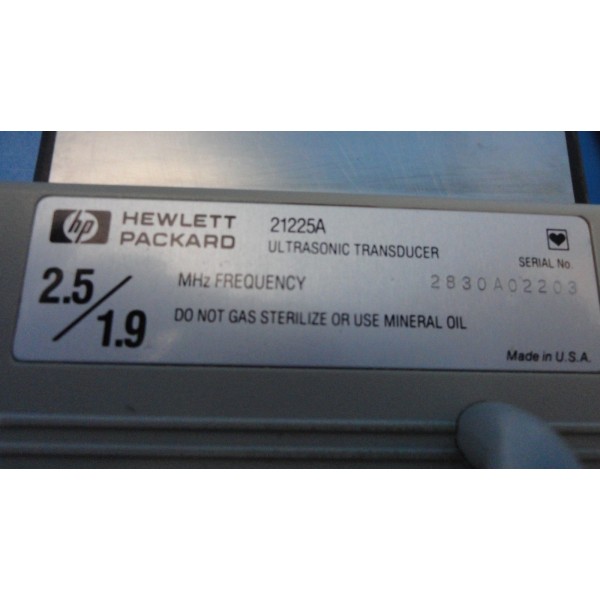 hp HEWLETT PACKARD
21225A
ULTRASONIC TRANSDUCER
SERIAL No.
2830A02203
2.5/1.9
MHz FREQUENCY
DO NOT GAS STERILIZE OR USE MINERAL OIL
Made in U.S.A.